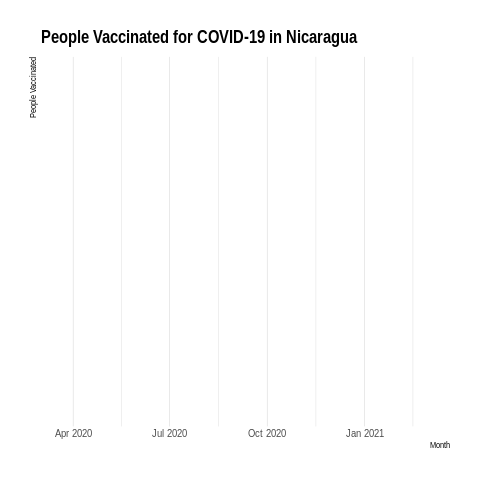 People Vaccinated for COVID-19 in Nicaragua
People Vaccinated
Apr 2020
Jul 2020
Oct 2020
Jan 2021
Month